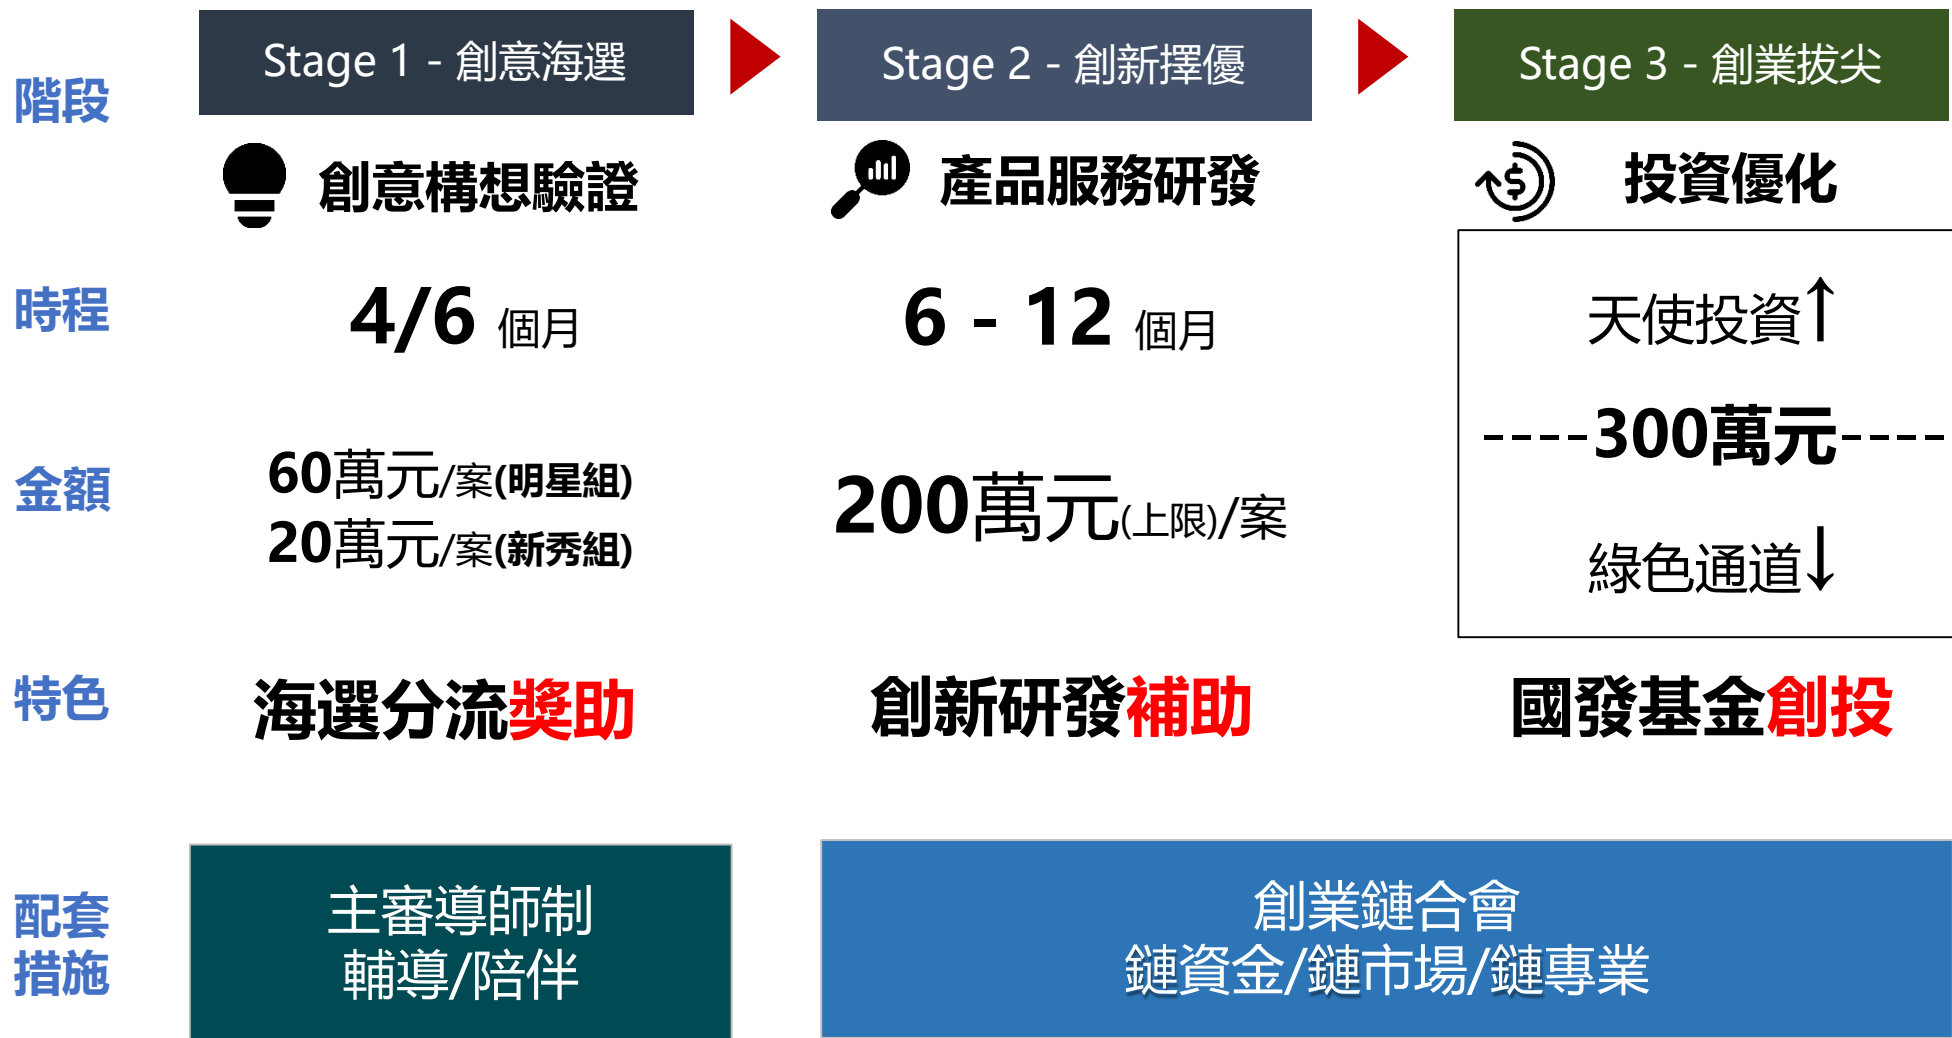 階段
Stage 1 - 創意海選
Stage 2 - 創新擇優
Stage 3 - 創業拔尖
創意構想驗證
產品服務研發
投資優化
時程
4/6 個月
6 - 12 個月
天使投資↑
----300萬元----
綠色通道↓
金額
60萬元/案(明星組)
20萬元/案(新秀組)
200萬元(上限)/案
特色
海選分流獎助
創新研發補助
國發基金創投
配套
措施
主審導師制
輔導/陪伴
創業鏈合會
鏈資金/鏈市場/鏈專業